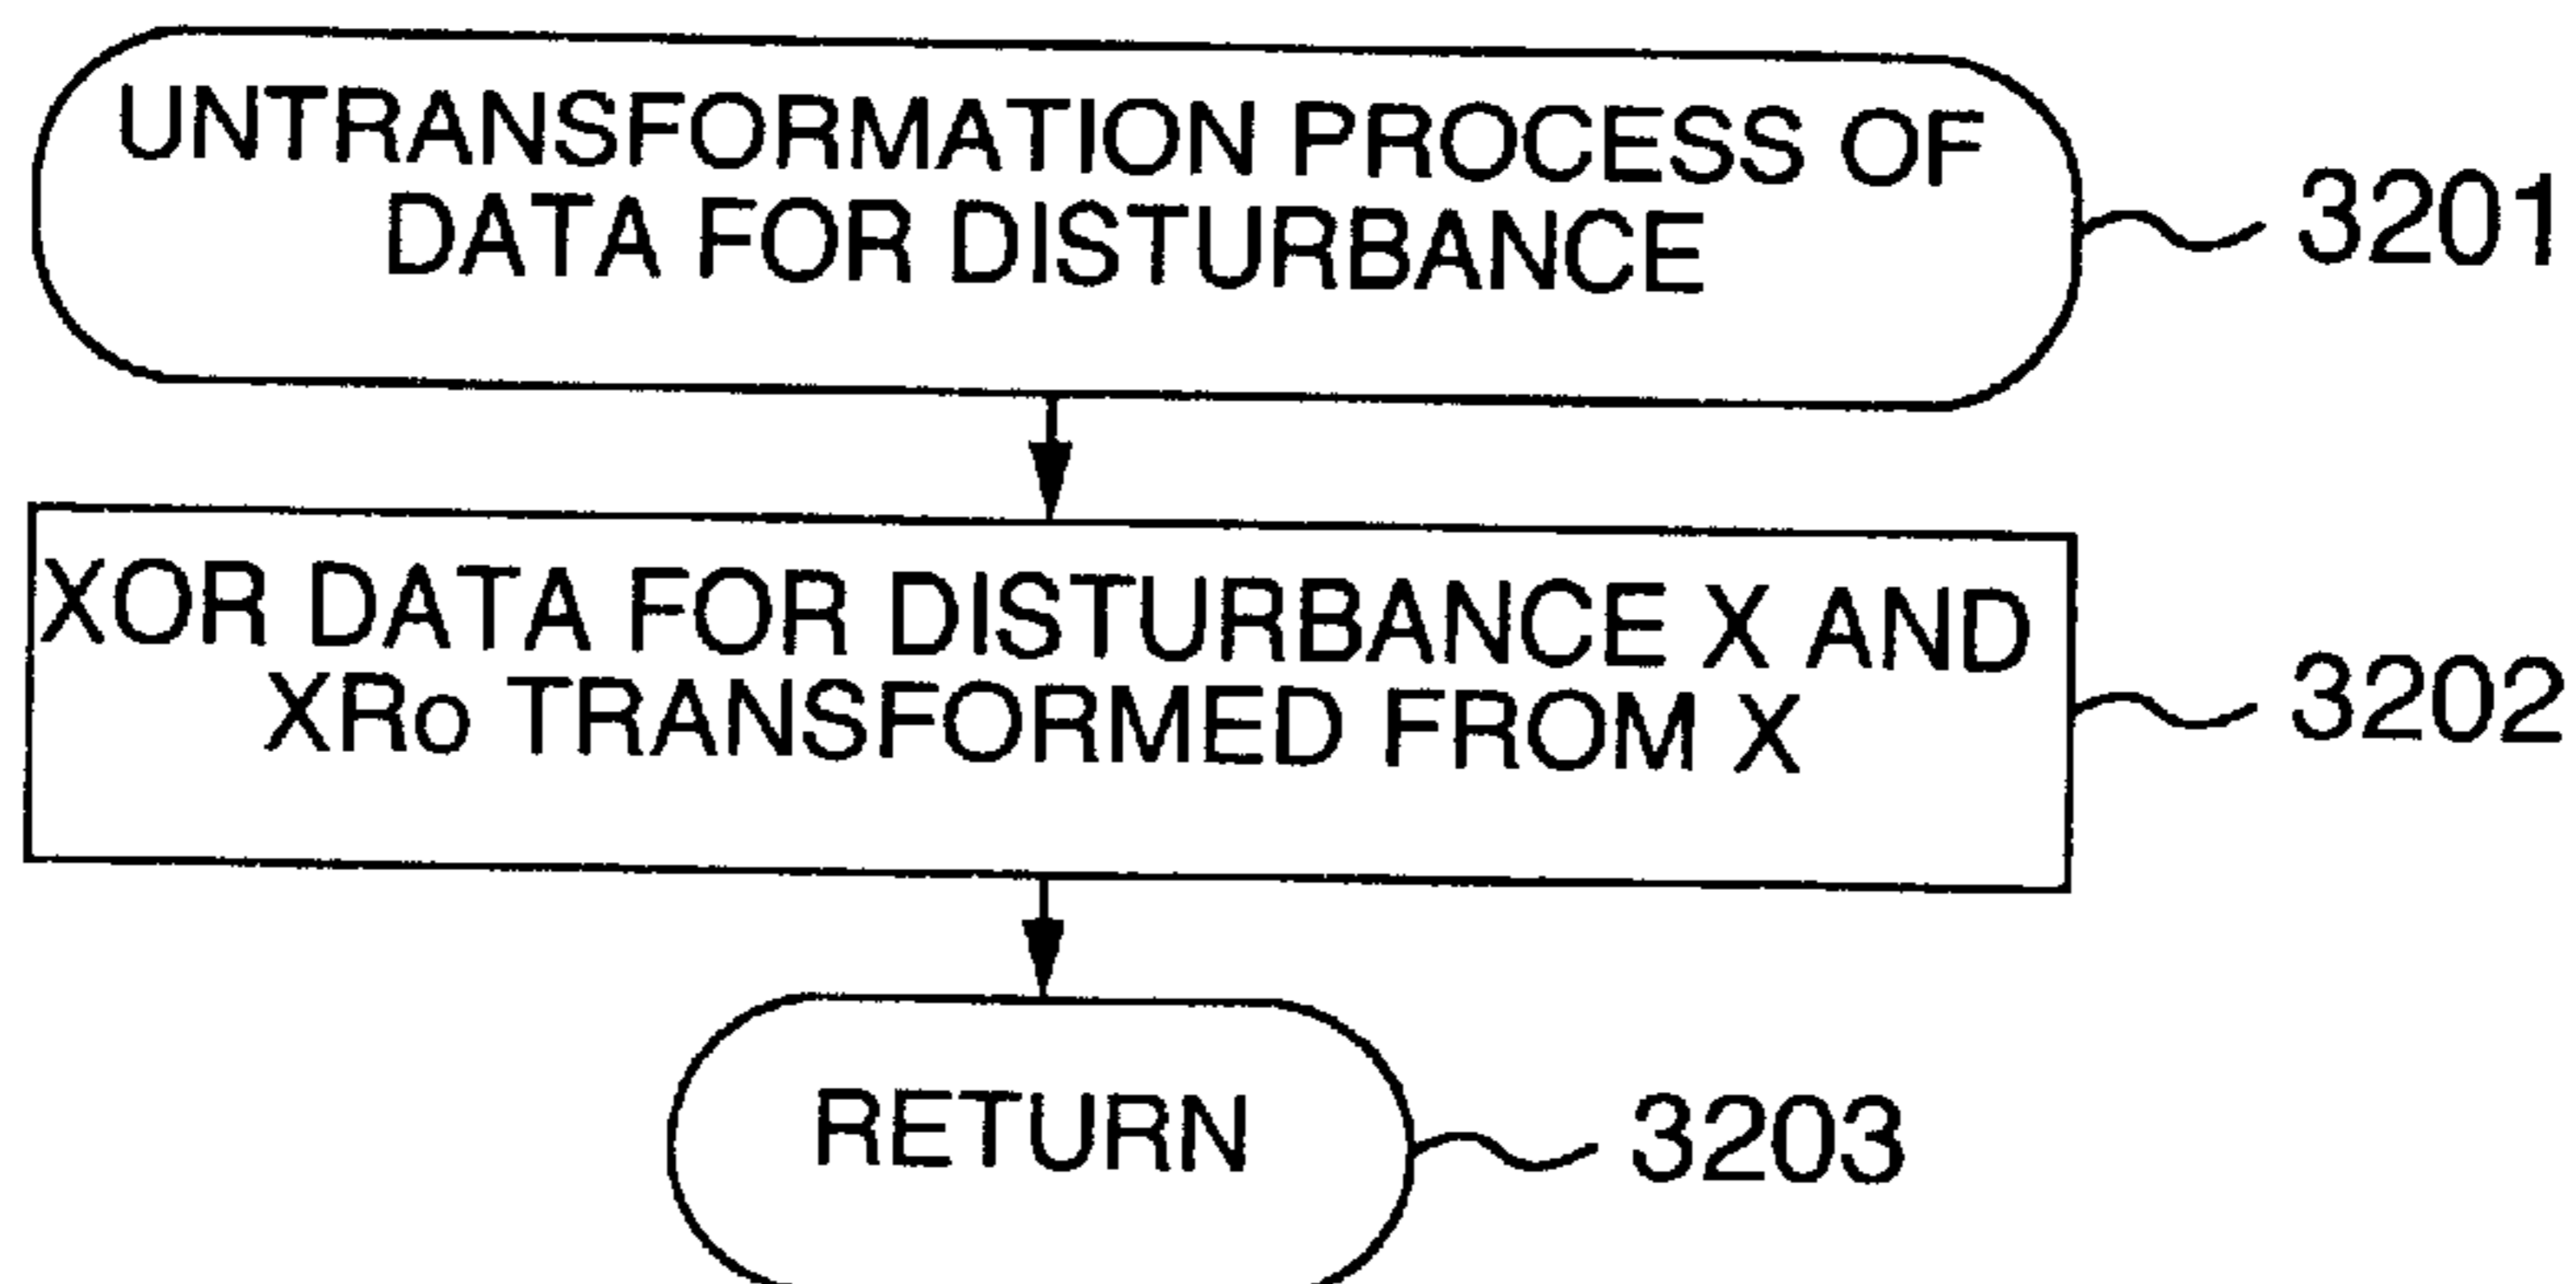 UNTRANSFORMATION PROCESS OF
DATA FOR DISTURBANCE
3201
XOR DATA FOR DISTURBANCE X AND
XRo TRANSFORMED FROM X
3202
RETURN
3203